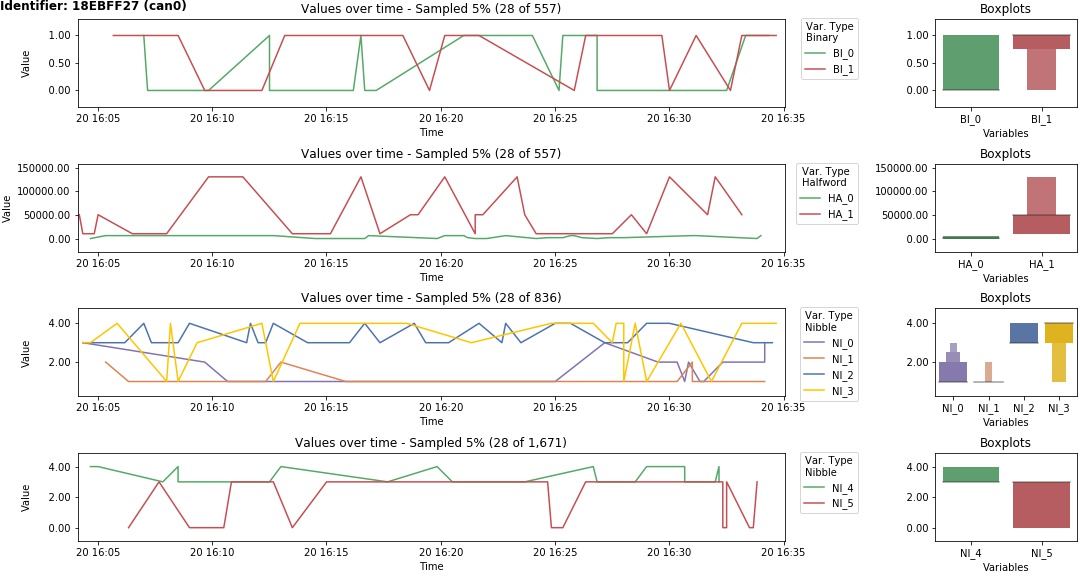 Identifier: 18EBFF27 (can0)
Values over time - Sampled 5% (28 of 557)
Boxplots
Value
1.00
0.50
0.00
20 16:05
20 16:10
20 16:15
20 16:20
20 16:25
20 16:30
20 16:35
Time
Var. Type
Binary
BI_0
BI_1
1.00
0.50
0.00
BI_0
BI_1
Variables
Values over time - Sampled 5% (28 of 557)
Boxplots
Value
150000.00
100000.00
50000.00
0.00
20 16:05
20 16:10
20 16:15
20 16:20
20 16:25
20 16:30
20 16:35
Time
Var. Type
Halfword
HA_0
HA_1
150000.00
100000.00
50000.00
0.00
HA_0
HA_1
Variables
Values over time - Sampled 5% (28 of 836)
Boxplots
Value
4.00
2.00
20 16:05
20 16:10
20 16:15
20 16:20
20 16:25
20 16:30
20 16:35
Time
Var. Type
Nibble
NI_0
NI_1
NI_2
NI_3
4.00
2.00
NI_0
NI_1
NI_2
NI_3
Variables
Values over time - Sampled 5% (28 of 1,671)
Boxplots
Value
4.00
2.00
0.00
20 16:05
20 16:10
20 16:15
20 16:20
20 16:25
20 16:30
20 16:35
Time
Var. Type
Nibble
NI_4
NI_5
4.00
2.00
0.00
NI_4
NI_5
Variables